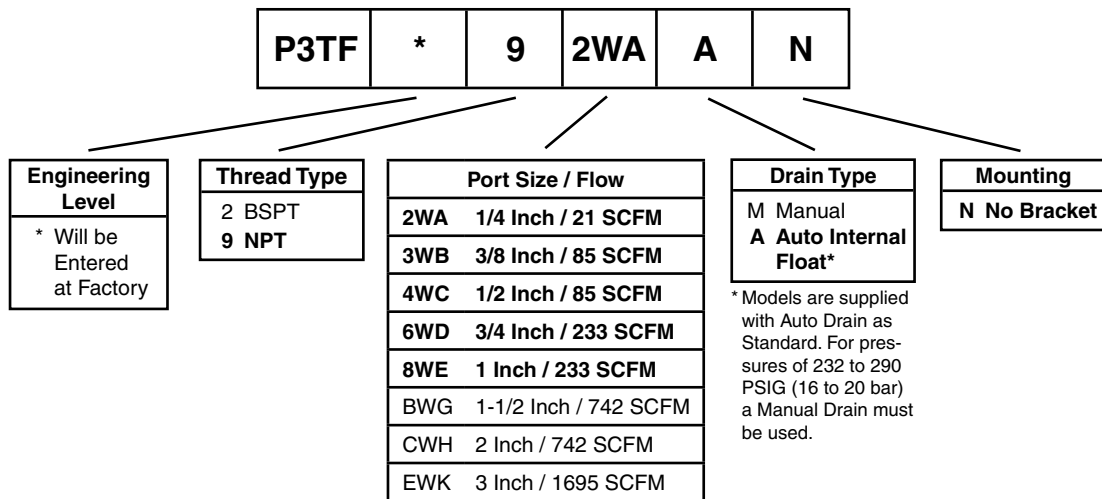 P3TF * 9 2WA A N
Engineering
Level
* Will be
Entered
at Factory
Thread Type
2 BSPT
9 NPT
Port Size / Flow
2WA 1/4 Inch / 21 SCFM
3WB 3/8 Inch / 85 SCFM
4WC 1/2 Inch / 85 SCFM
6WD 3/4 Inch / 233 SCFM
8WE 1 Inch / 233 SCFM
BWG 1-1/2 Inch / 742 SCFM
CWH 2 Inch / 742 SCFM
EWK 3 Inch / 1695 SCFM
Drain Type
M Manual
A Auto Internal
Float*
* Models are supplied
with Auto Drain as
Standard. For pres-
sures of 232 to 290
PSIG (16 to 20 bar)
a Manual Drain must
be used.
Mounting
N No Bracket